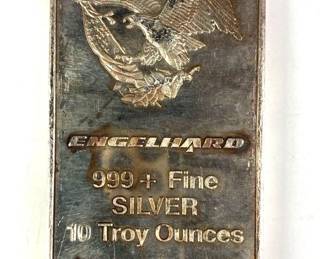 ENGELHARD
999+ Fine
SILVER
10 Troy Ounces